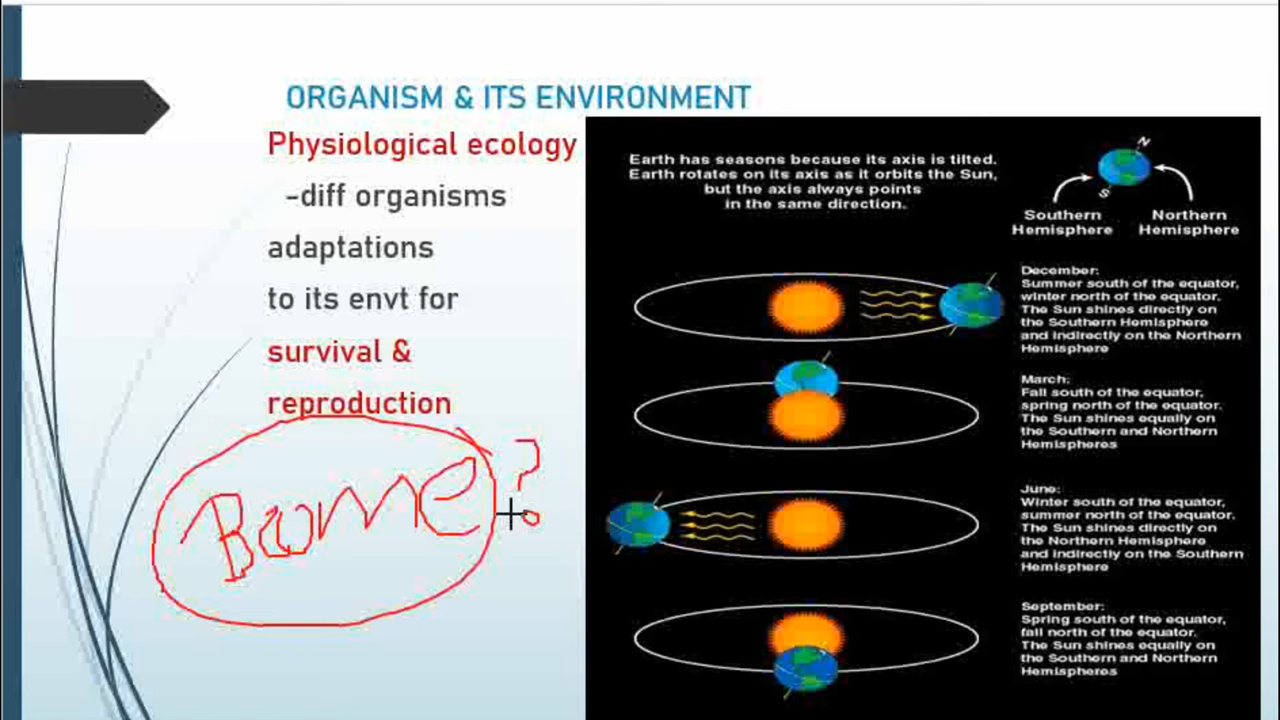 ORGANISM & ITS ENVIRONMENT
Physiological ecology
-diff organisms
adaptations
to its envt for
survival &
reproduction
?
Earth has seasons because its axis is tilted.
Earth rotates on its axis as it orbits the Sun,
but the axis always points
in the same direction.
N
S
Southern
Hemisphere
Northern
Hemisphere
December:
Summer south of the equator,
winter north of the equator.
The Sun shines directly on
the Southern Hemisphere
and indirectly on the Northern
Hemisphere
March:
Fall south of the equator,
spring north of the equator.
The Sun shines equally on
the Southern and Northern
Hemispheres
June:
Winter south of the equator,
summer north of the equator.
The Sun shines directly on
the Northern Hemisphere
and indirectly on the Southern
Hemisphere
September:
Spring south of the equator,
fall north of the equator.
The Sun shines equally on
the Southern and Northern
Hemispheres